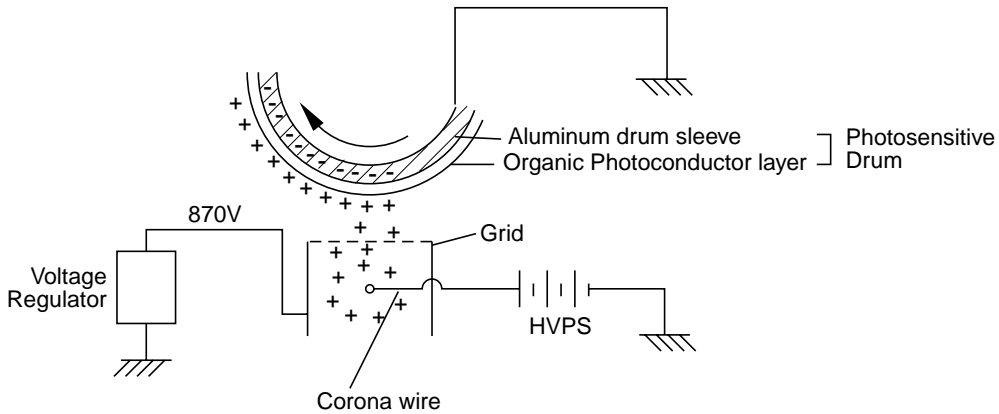 Aluminum drum sleeve
Organic Photoconductor layer
Photosensitive
Drum
870V
Grid
Voltage
Regulator
HVPS
Corona wire